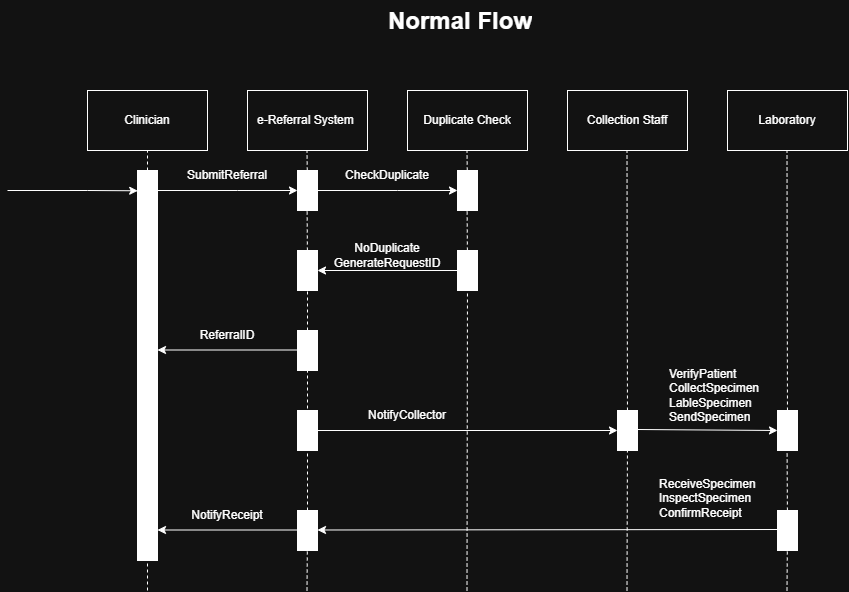 Normal Flow
Clinician
e-Referral System
Duplicate Check
Collection Staff
Laboratory
SubmitReferral
CheckDuplicate
NoDuplicate
GenerateRequestID
ReferralID
VerifyPatient
CollectSpecimen
LableSpecimen
SendSpecimen
NotifyCollector
ReceiveSpecimen
InspectSpecimen
ConfirmReceipt
NotifyReceipt